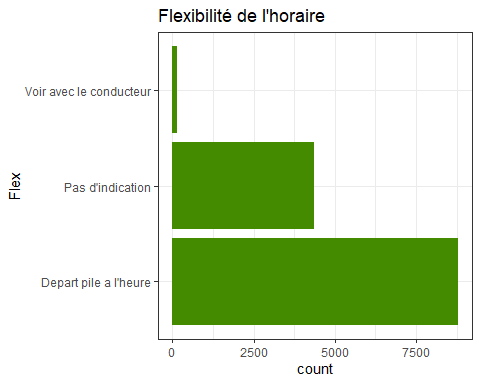 Flexibilité de l'horaire
Voir avec le conducteur
Pas d'indication
Depart pile a l'heure
Flex
0 2500 5000 7500
count